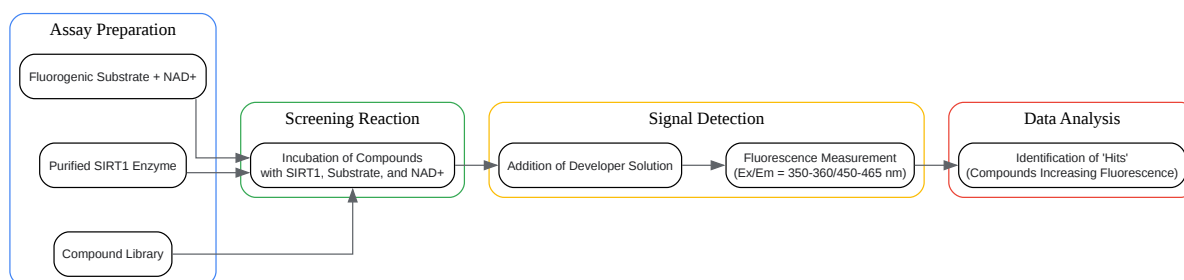 Assay Preparation
Fluorogenic Substrate + NAD+
Purified SIRT1 Enzyme
Compound Library
Screening Reaction
Incubation of Compounds
with SIRT1, Substrate, and NAD+
Signal Detection
Addition of Developer Solution
Fluorescence Measurement
(Ex/Em = 350-360/450-465 nm)
Data Analysis
Identification of 'Hits'
(Compounds Increasing Fluorescence)